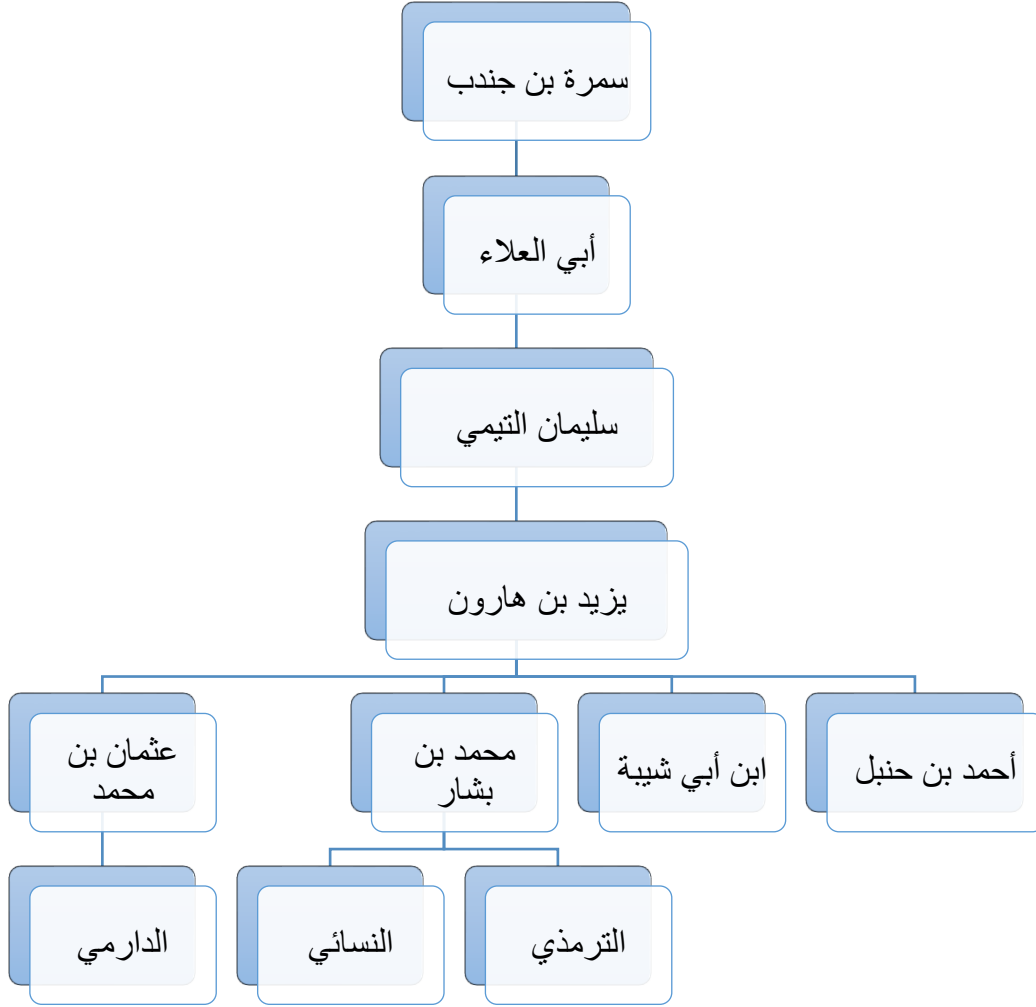 سمرة بن جندب
أبي العلاء
سليمان التيمي
يزيد بن هارون
أحمد بن حنبل
ابن أبي شيبة
محمد بن
بشار
عثمان بن
محمد
الترمذي
النسائي
الدارمي